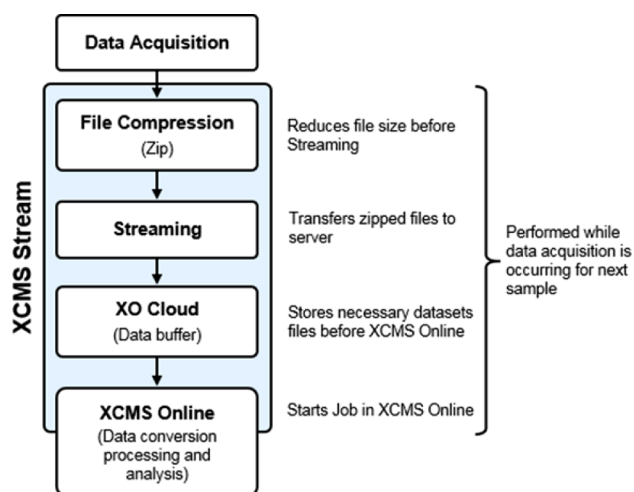 Data Acquisition
XCMS Stream
File Compression
(Zip)
Reduces file size before
Streaming
Streaming
Transfers zipped files to
server
XO Cloud
(Data buffer)
Stores necessary datasets
files before XCMS Online
XCMS Online
(Data conversion
processing and
analysis)
Starts Job in XCMS Online
Performed while
data acquisition is
occurring for next
sample